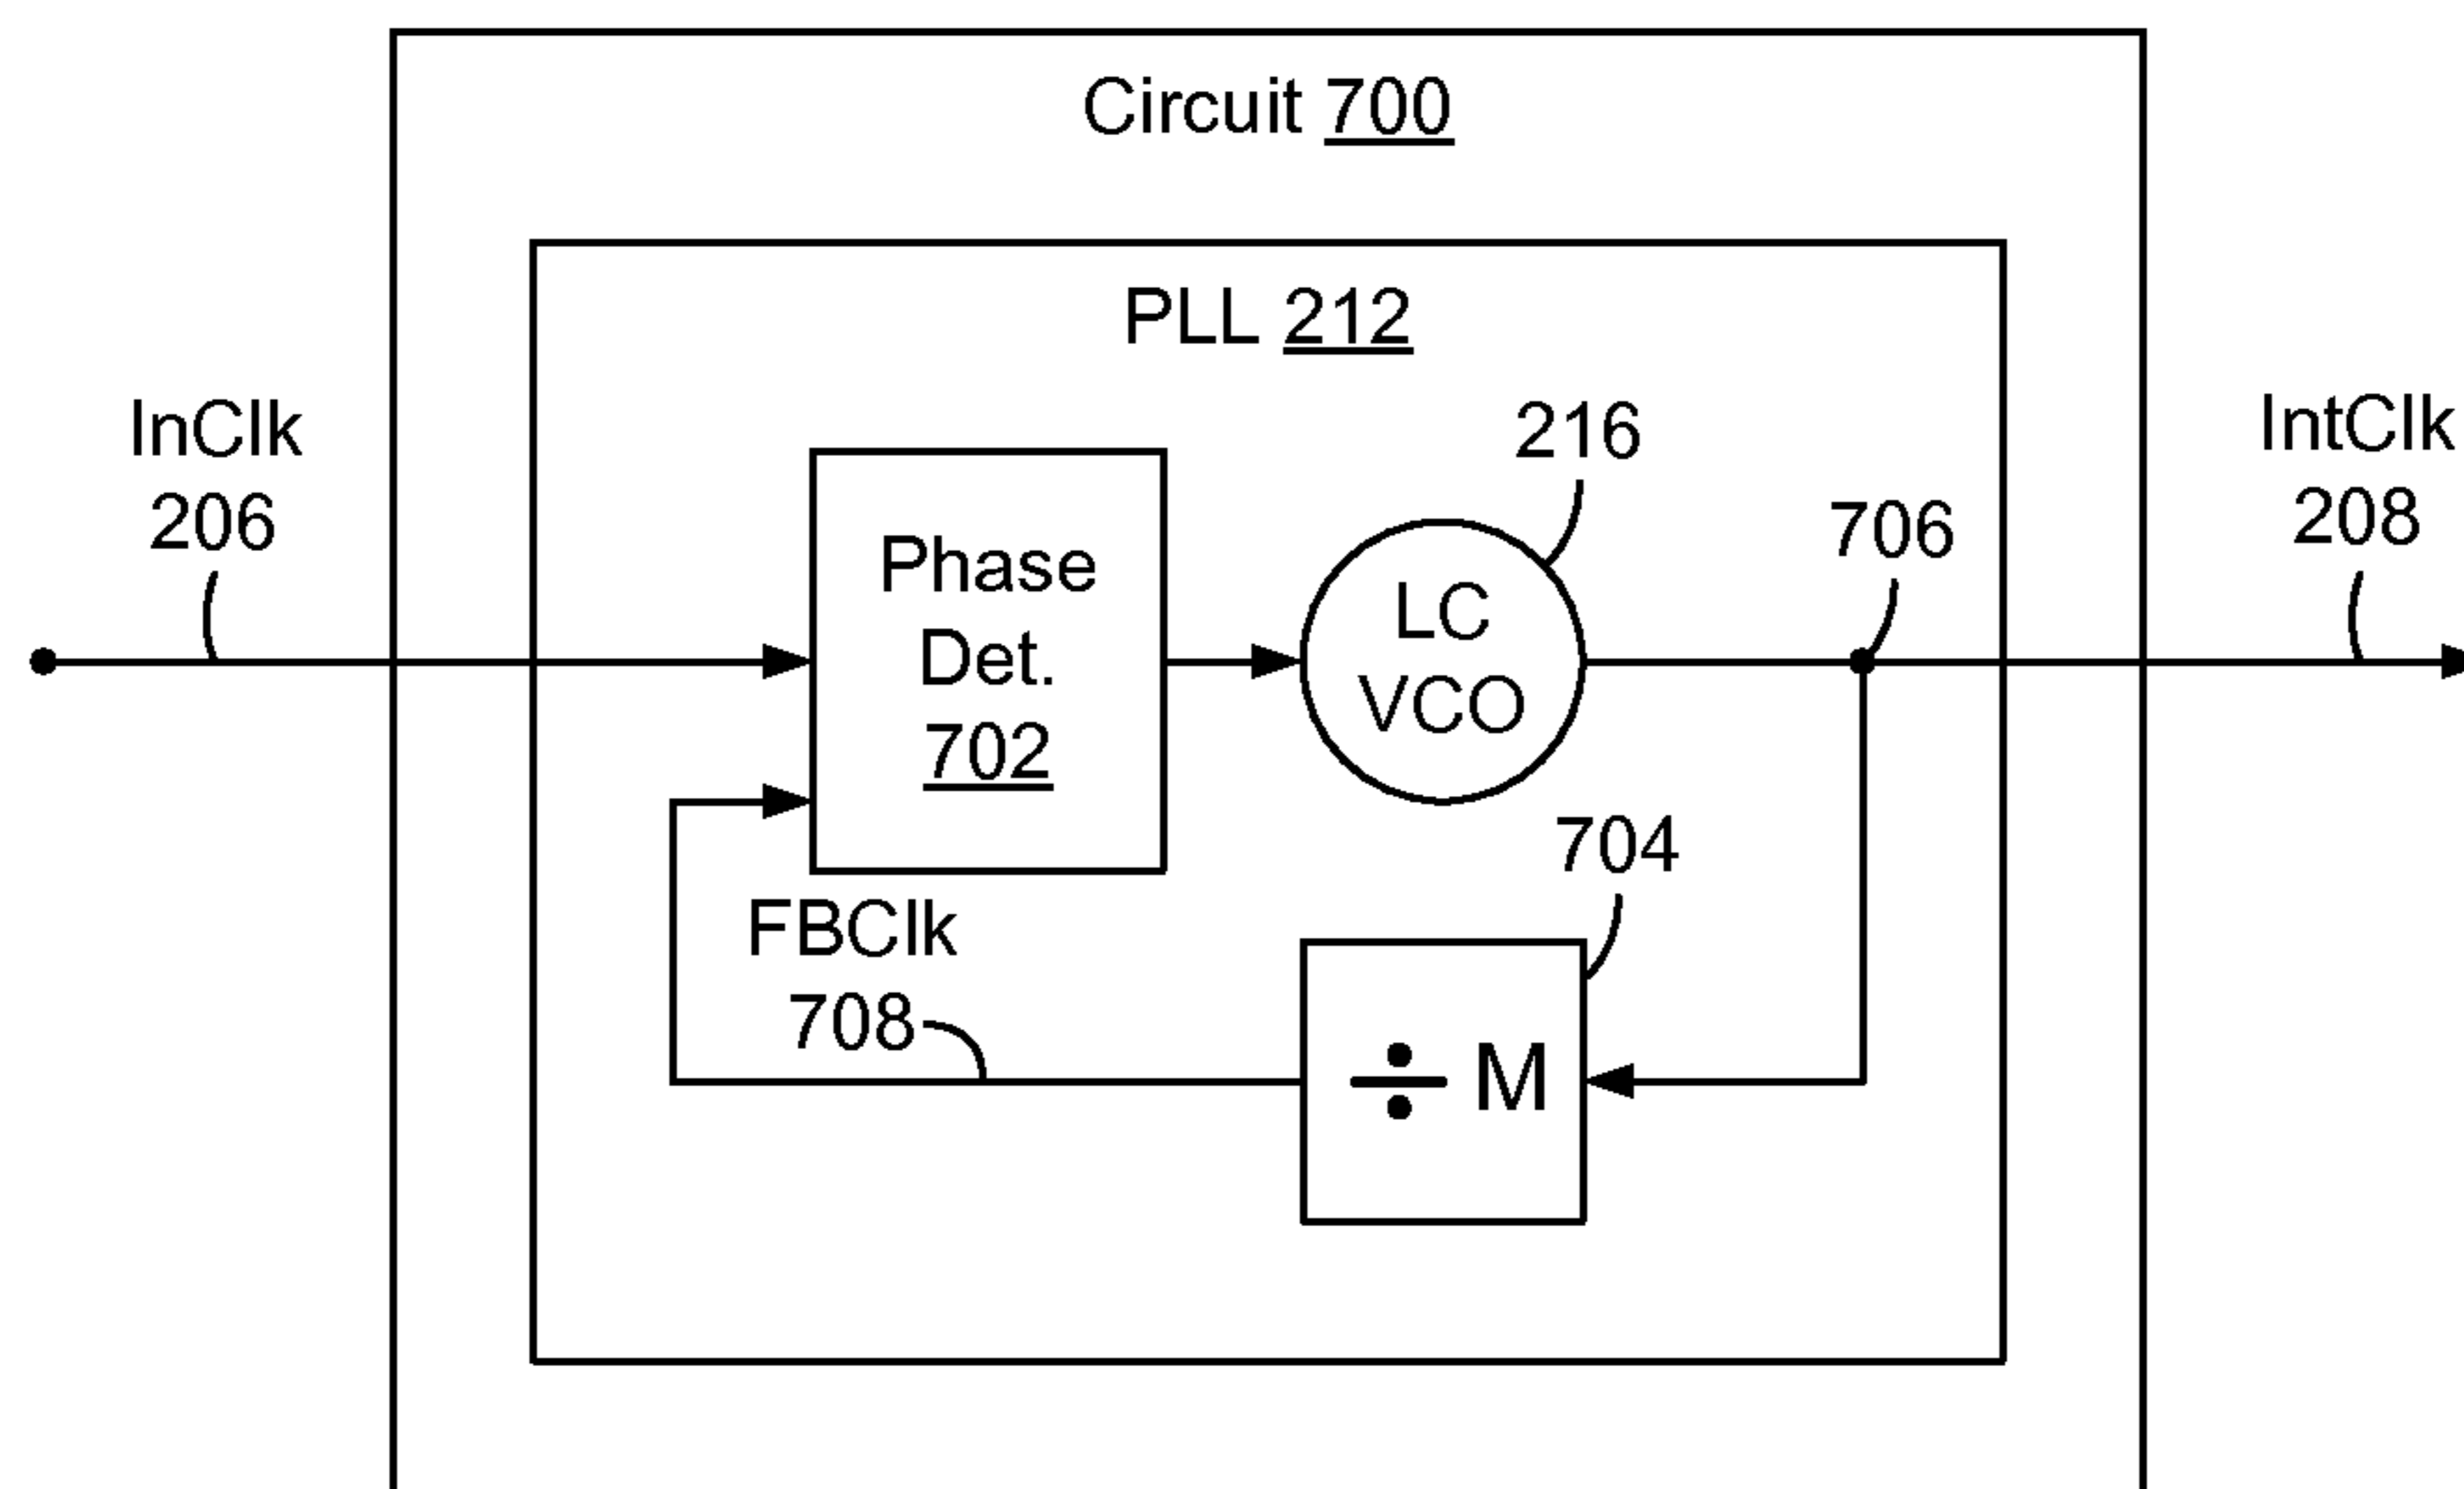 Circuit 700
PLL 212
InClk
206
216
IntClk
208
706
Phase
Det.
702
LC
VCO
704
FBClk
708
÷ M